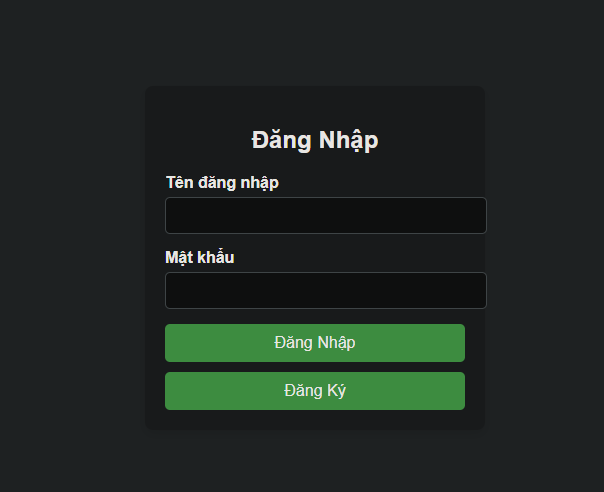 Đăng Nhập
Tên đăng nhập
Mật khẩu
Đăng Nhập
Đăng Ký